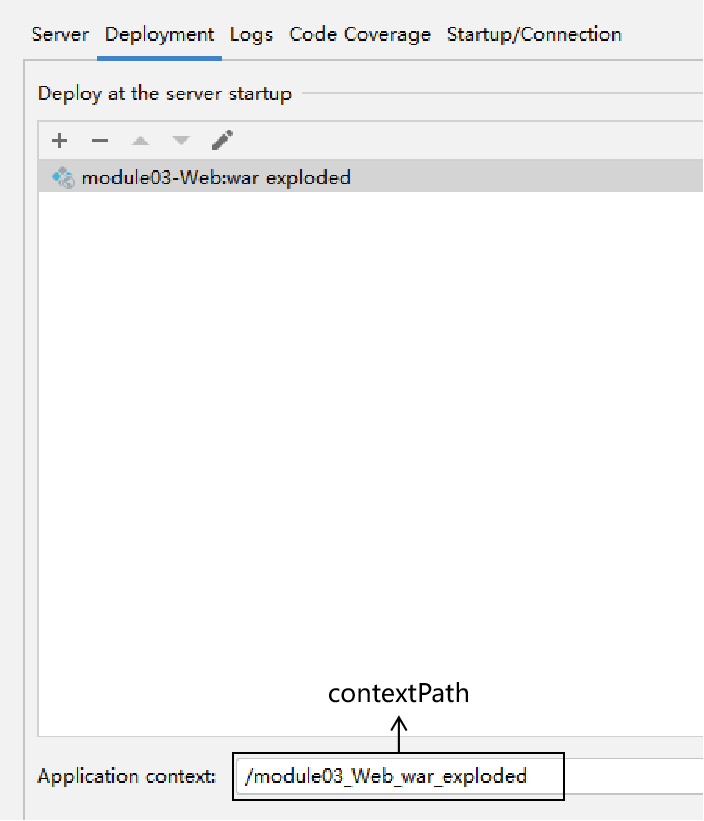 Server Deployment Logs Code Coverage Startup/Connection
Deploy at the server startup
module03-Web:war exploded
contextPath
Application context: /module03_Web_war_exploded